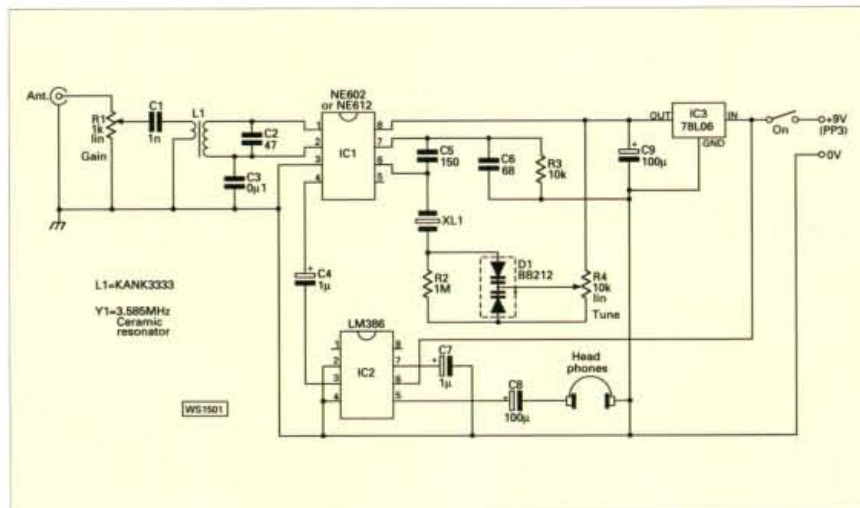 Ant.
R1
1k
lin
Gain
C1
1n
L1
C2
47
C3
0µ1
NE602
or NE612
1
2
3
4
8
7
6
5
IC1
C5
150
C6
68
R3
10k
C9
100µ
+
OUT
IC3
78L06
IN
GND
On
+9V
(PP3)
0V
XL1
R2
1M
D1
BB212
R4
10k
lin
Tune
C4
1µ
+
L1=KANK3333
Y1=3.585MHz
Ceramic
resonator
LM386
1
2
3
4
8
7
6
5
IC2
+
C7
1µ
C8
+
100µ
Head
phones
WS1501